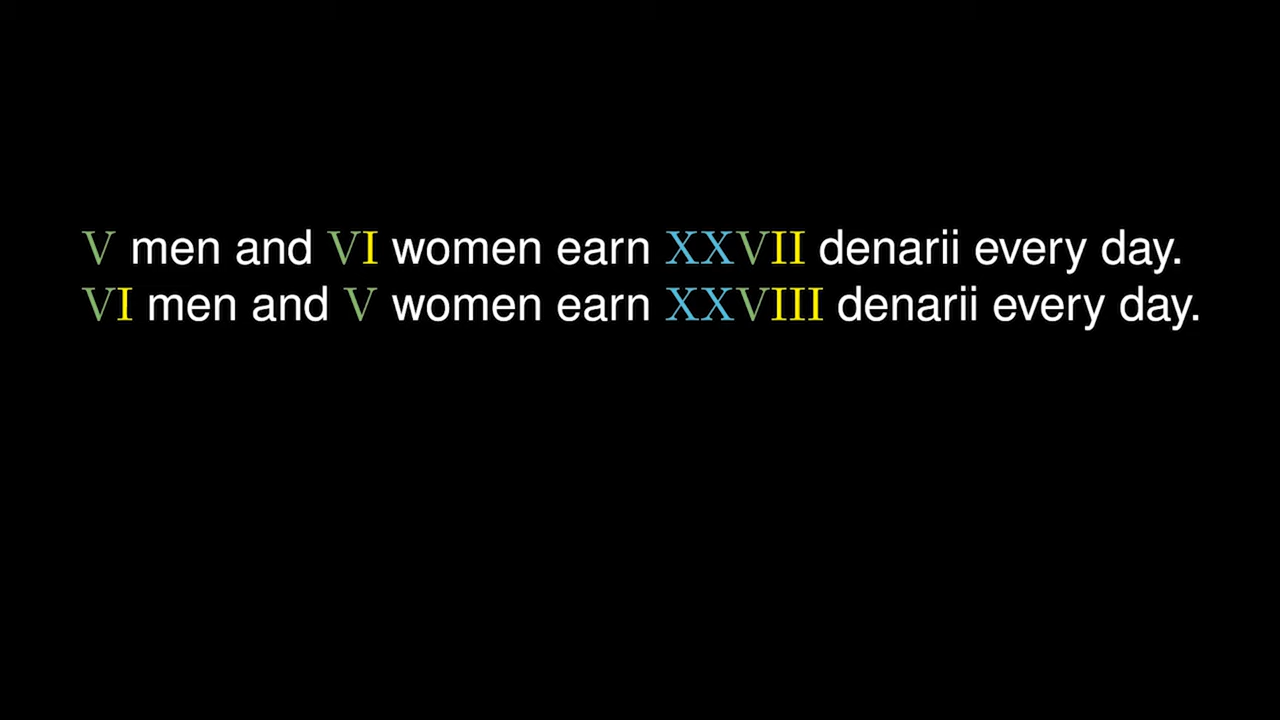 V men and VI women earn XXVII denarii every day.
VI men and V women earn XXVIII denarii every day.